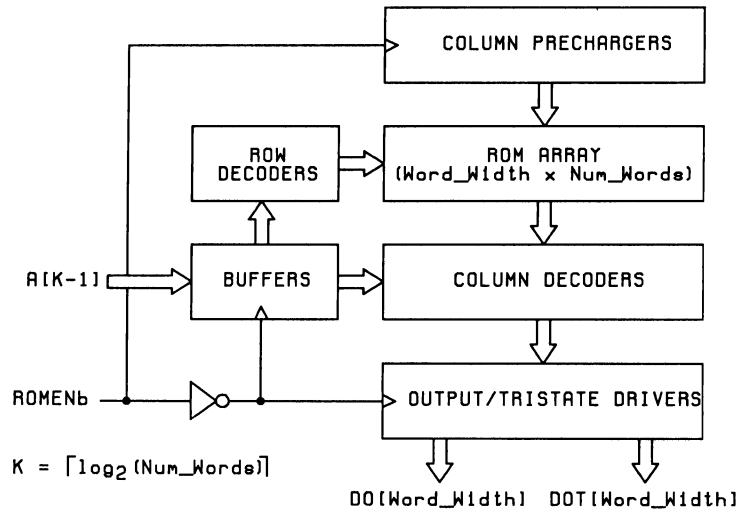 COLUMN PRECHARGERS
ROW
DECODERS
ROM ARRAY
(Word_Width x Num_Words)
A[K-1]
BUFFERS
COLUMN DECODERS
ROMENb
OUTPUT/TRISTATE DRIVERS
K = ⌈log₂(Num_Words)⌉
DO[Word_Width]
DOT[Word_Width]